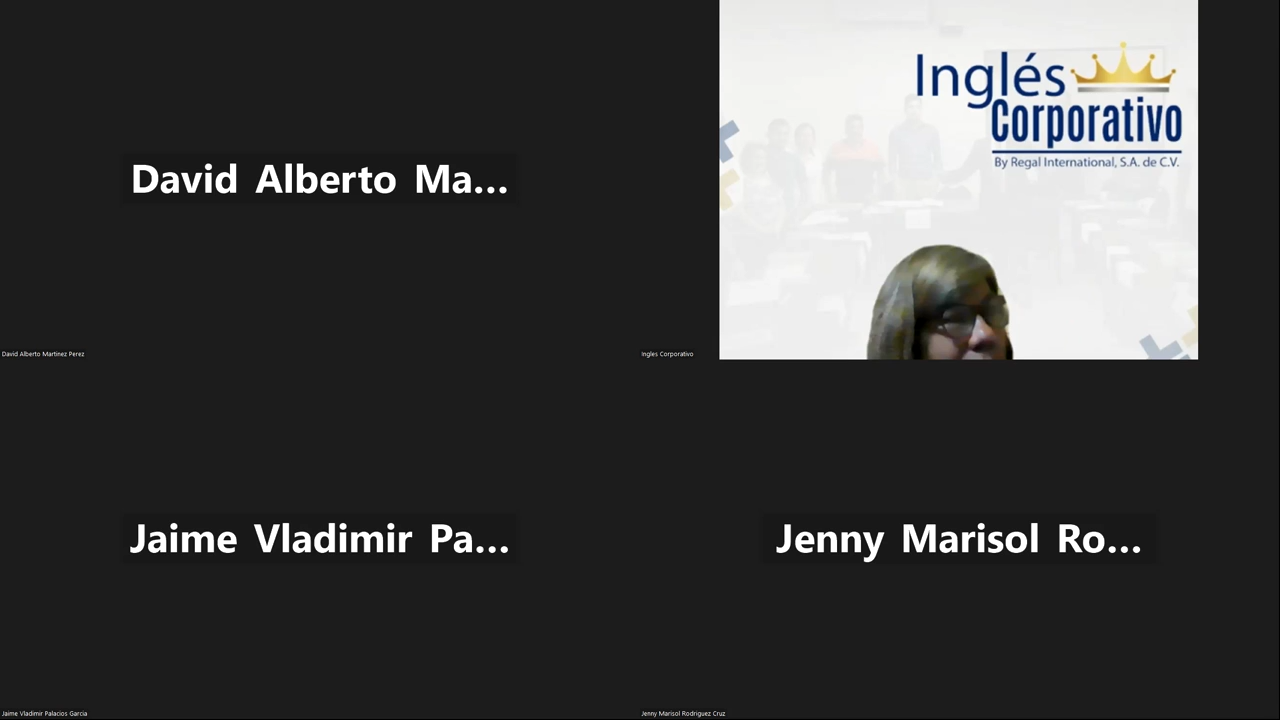 David Alberto Ma...
David Alberto Martinez Perez
Inglés
Corporativo
By Regal International, S.A. de C.V.
Ingles Corporativo
Jaime Vladimir Pa...
Jaime Vladimir Palacios Garcia
Jenny Marisol Ro...
Jenny Marisol Rodriguez Cruz